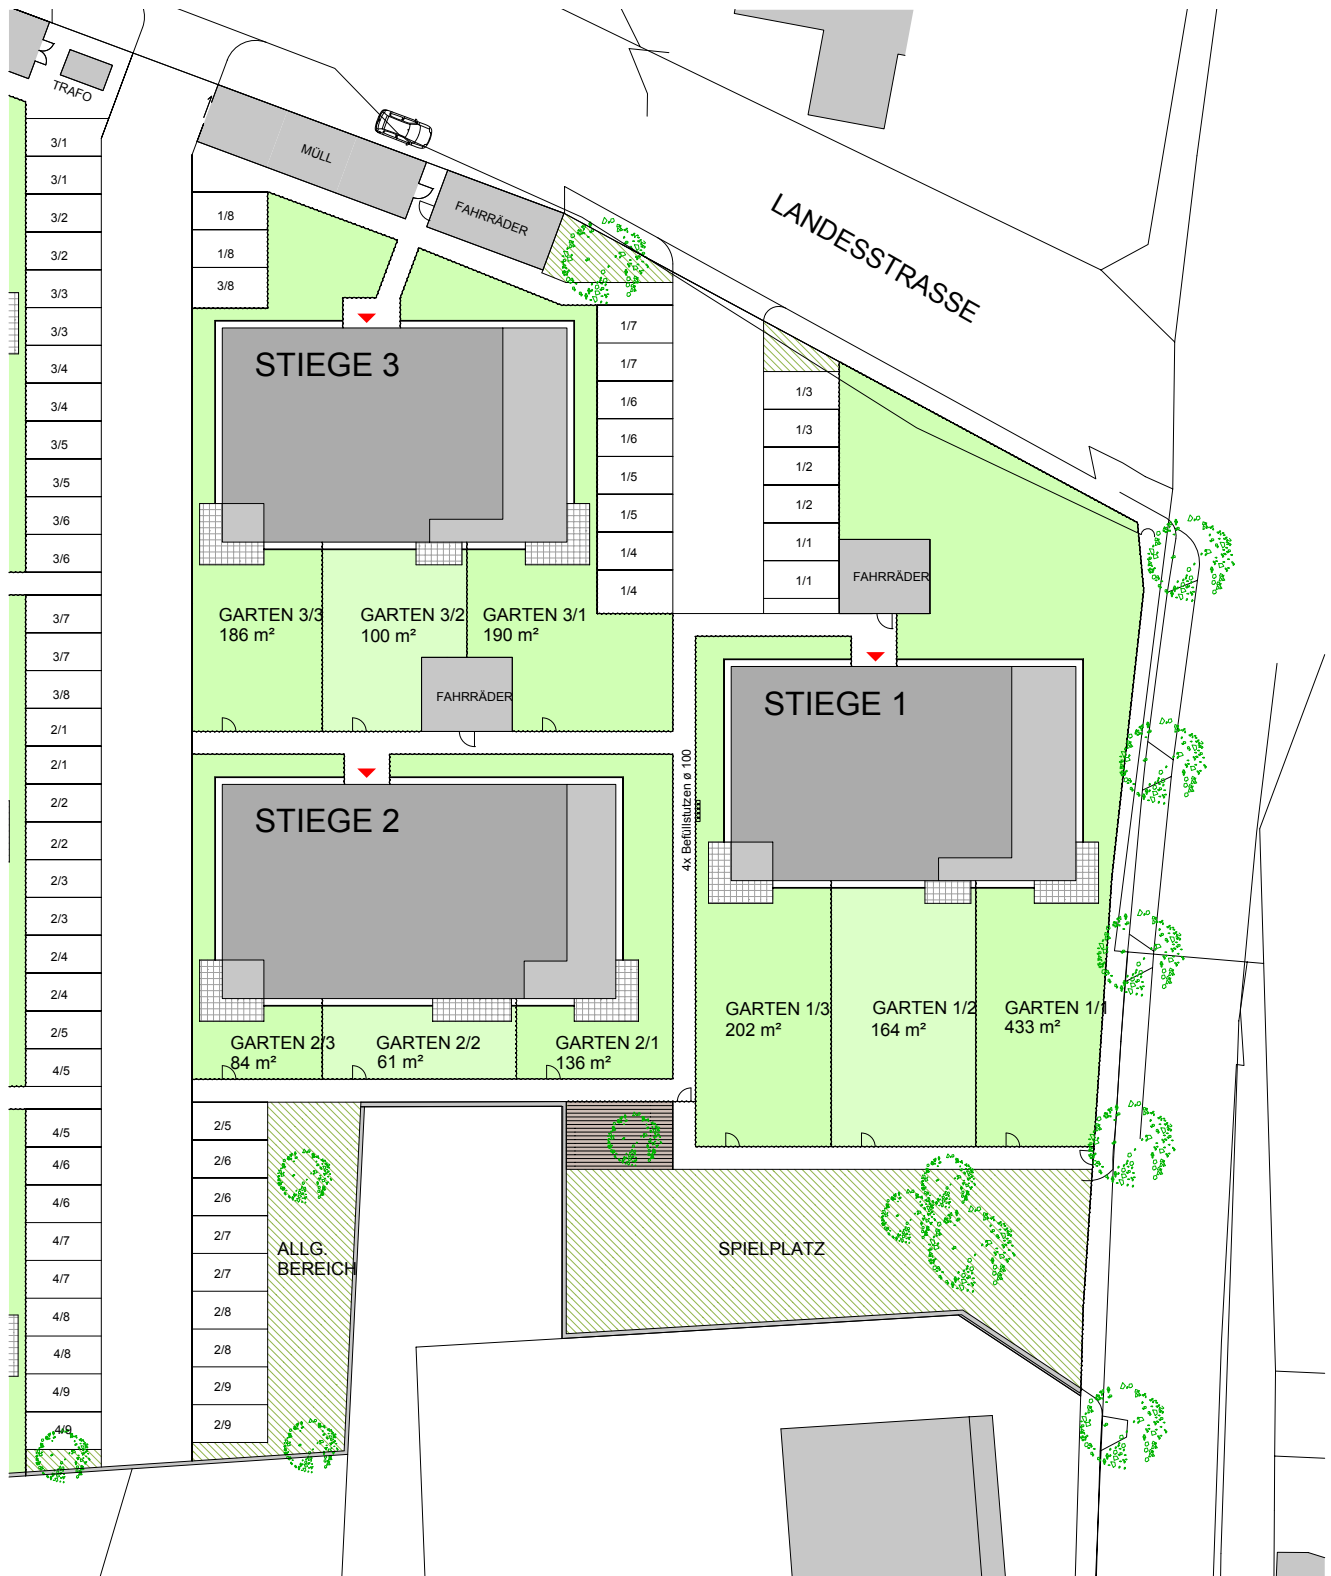 TRAFO
3/1
3/1
3/2
3/2
3/3
3/3
3/4
3/4
3/5
3/5
3/6
3/6
3/7
3/7
3/8
2/1
2/1
2/2
2/2
2/3
2/3
2/4
2/4
2/5
4/5
4/5
4/6
4/6
4/7
4/7
4/8
4/8
4/9
4/9
MÜLL
FAHRRÄDER
LANDESSTRASSE
1/8
1/8
3/8
STIEGE 3
1/7
1/7
1/6
1/6
1/5
1/5
1/4
1/4
1/3
1/3
1/2
1/2
1/1
1/1
FAHRRÄDER
GARTEN 3/3
186 m²
GARTEN 3/2
100 m²
GARTEN 3/1
190 m²
FAHRRÄDER
STIEGE 1
STIEGE 2
4x Befüllstutzen ø 100
GARTEN 2/3
84 m²
GARTEN 2/2
61 m²
GARTEN 2/1
136 m²
GARTEN 1/3
202 m²
GARTEN 1/2
164 m²
GARTEN 1/1
433 m²
2/5
2/6
2/6
2/7
2/7
2/8
2/8
2/9
2/9
ALLG.
BEREICH
SPIELPLATZ